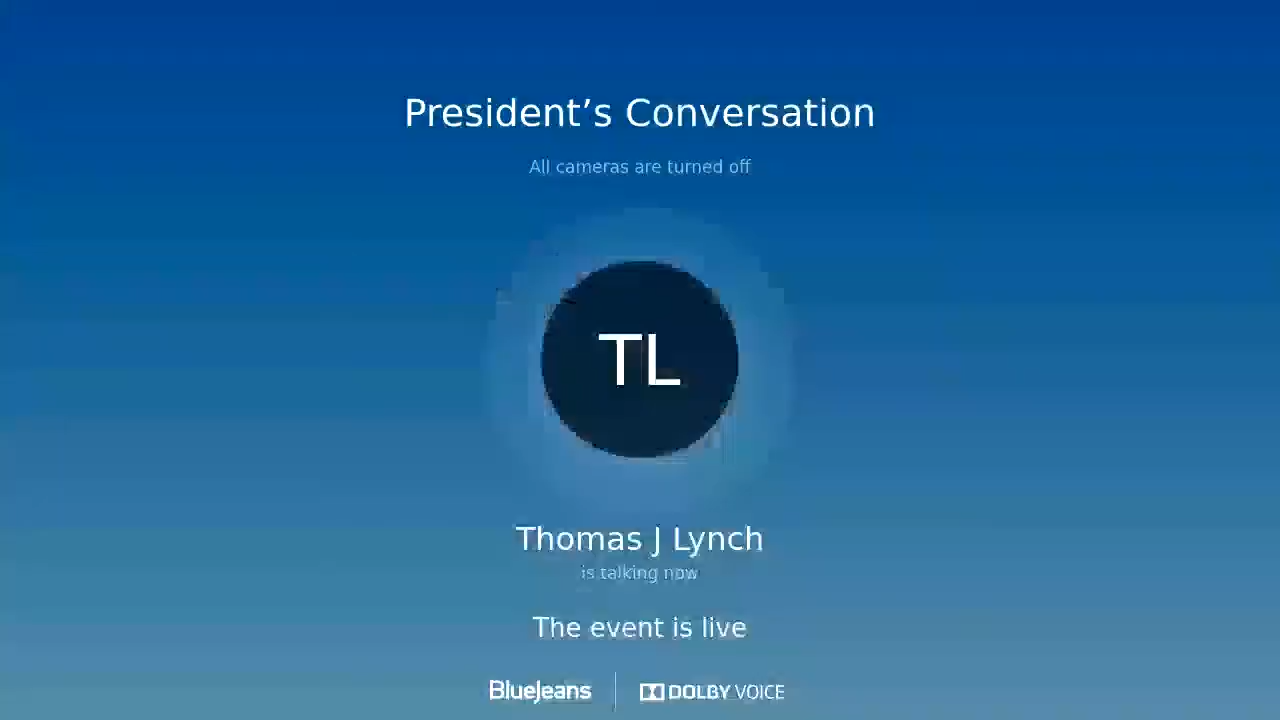 President’s Conversation
All cameras are turned off
TL
Thomas J Lynch
is talking now
The event is live
BlueJeans
DOLBY VOICE